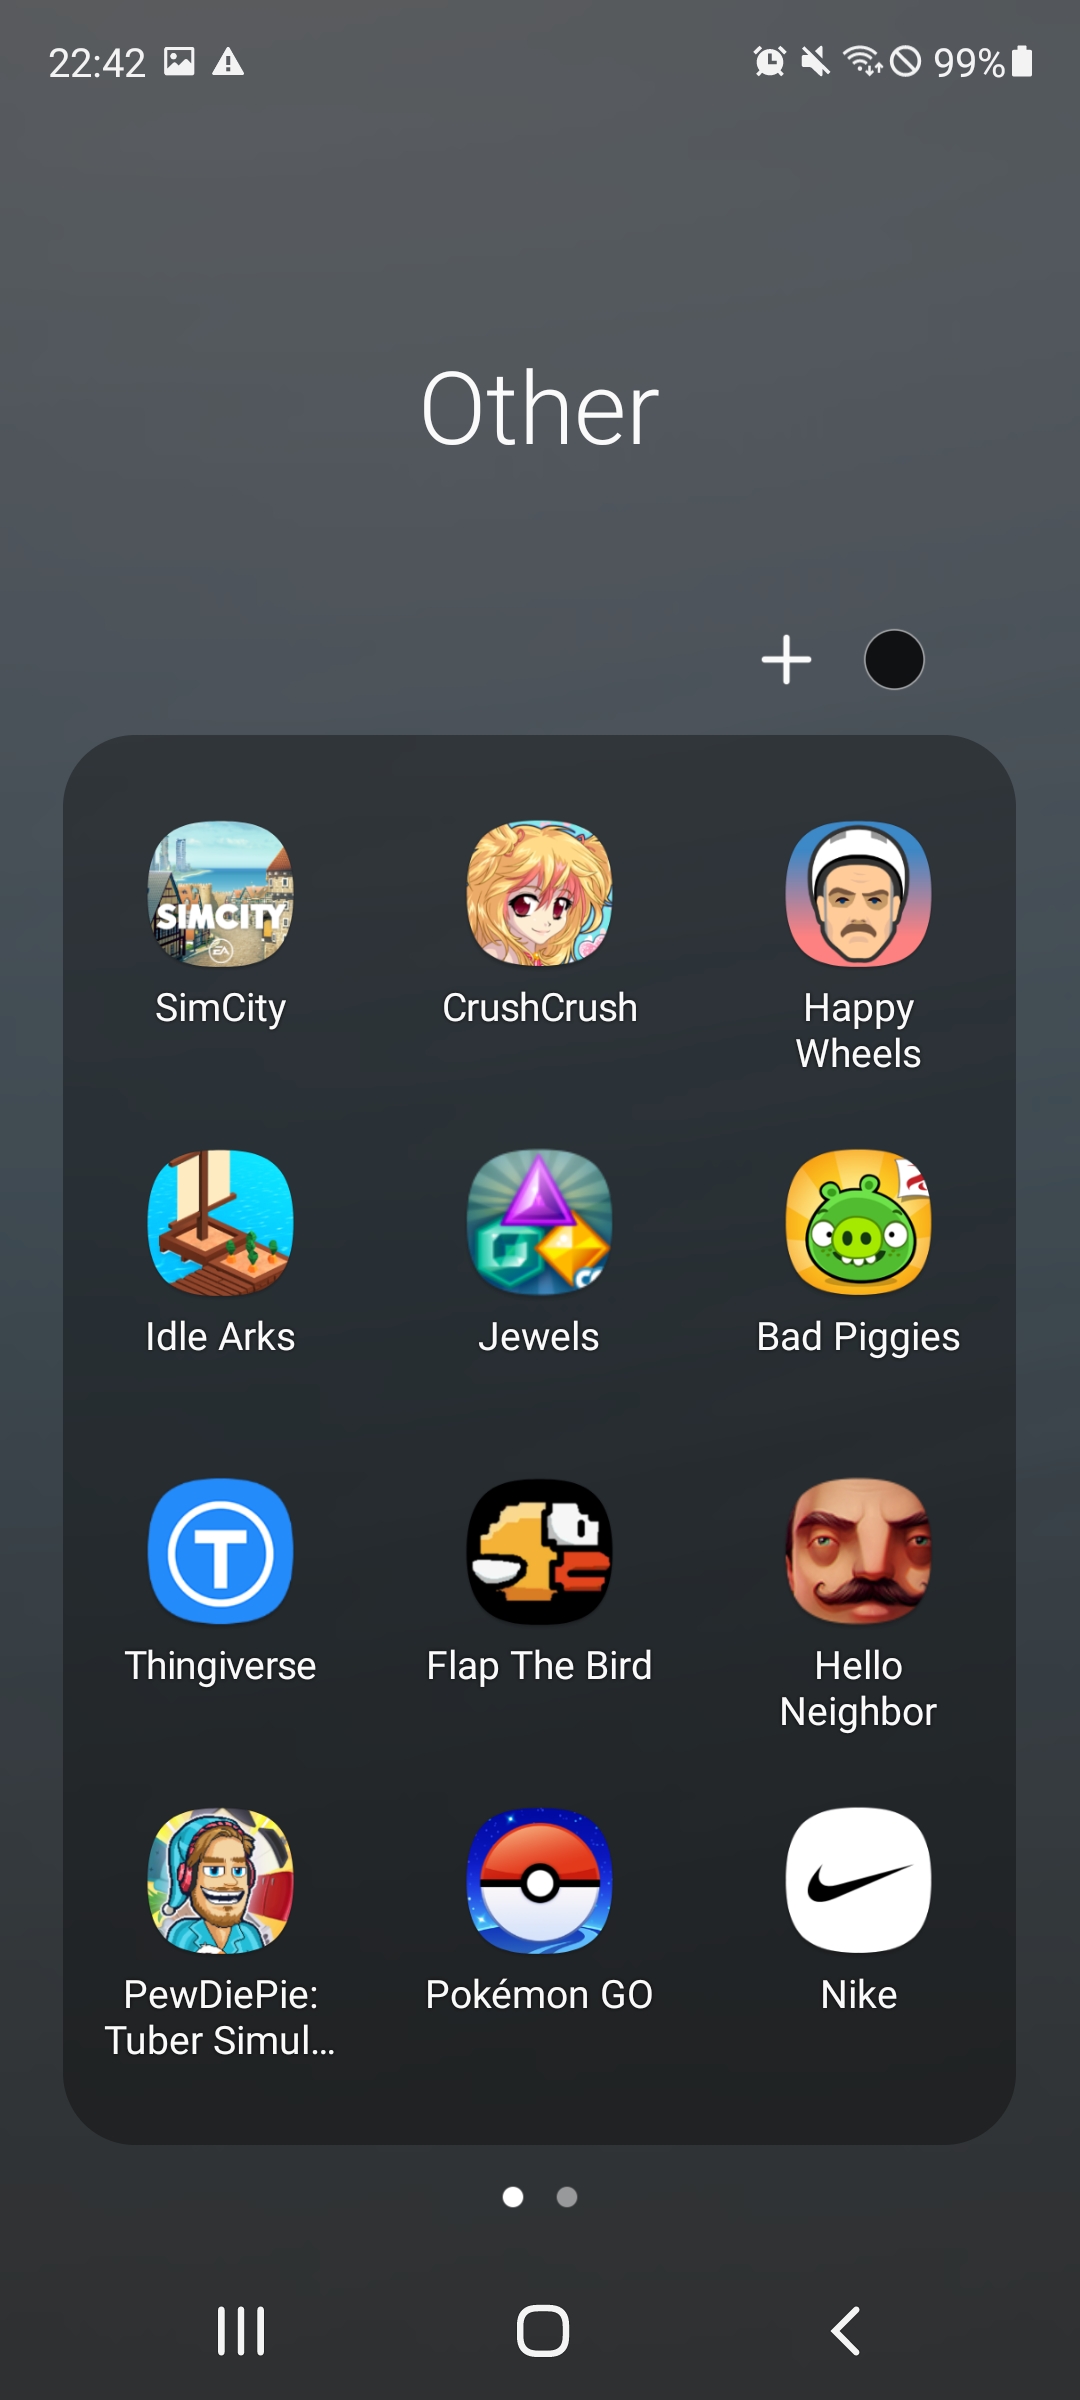 22:42
99%
Other
SIMCITY
EA
SimCity
CrushCrush
Happy
Wheels
Idle Arks
Jewels
Bad Piggies
T
Thingiverse
Flap The Bird
Hello
Neighbor
PewDiePie:
Tuber Simul...
Pokémon GO
Nike